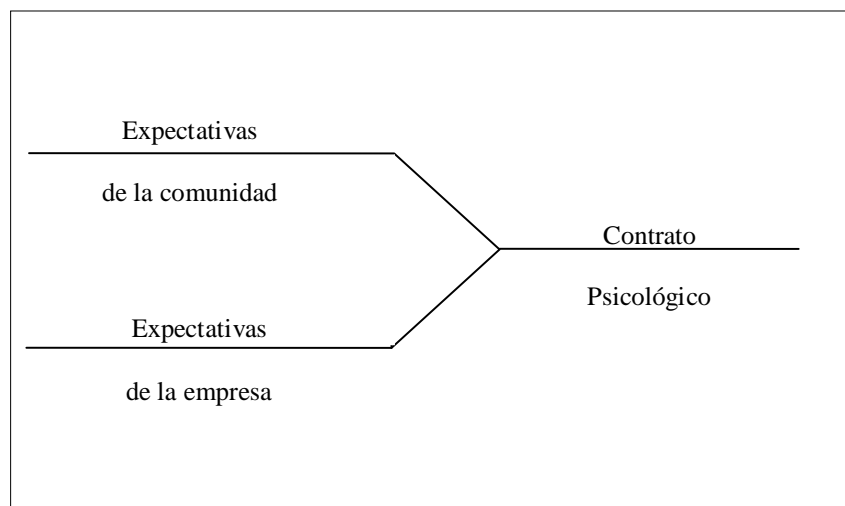 Expectativas
de la comunidad
Contrato
Psicológico
Expectativas
de la empresa